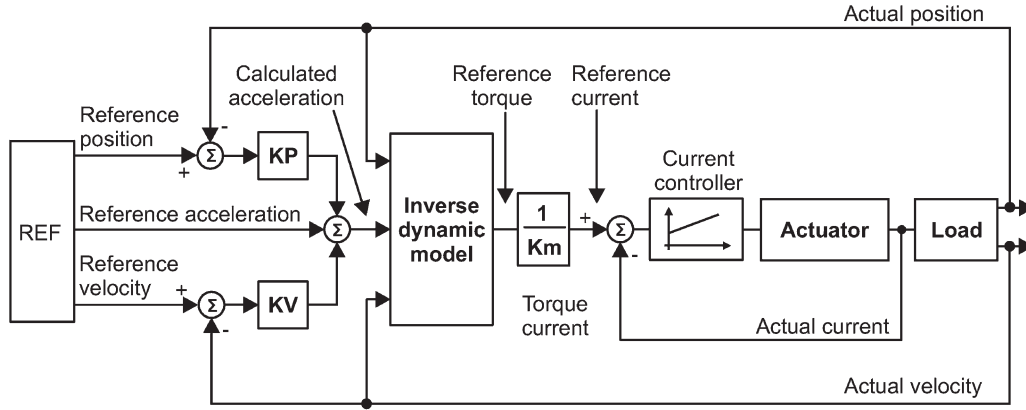 Actual position
Calculated
acceleration
Reference
torque
Reference
current
Reference
position
-
+
Σ
KP
Current
controller
REF
Reference acceleration
Σ
Inverse
dynamic
model
1
Km
+
Σ
-
Actuator
Load
Reference
velocity
+
Σ
-
KV
Torque
current
Actual current
Actual velocity